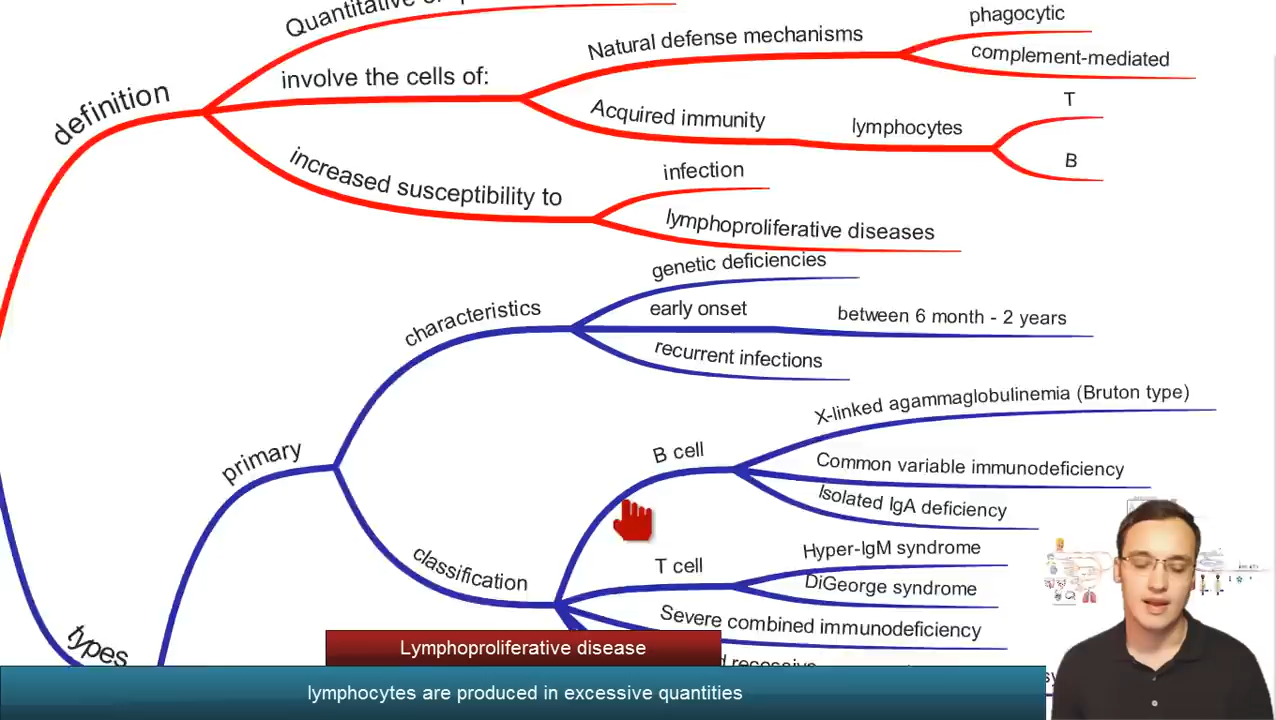 Quantitative or
phagocytic
Natural defense mechanisms
complement-mediated
involve the cells of:
definition
T
Acquired immunity
lymphocytes
B
infection
increased susceptibility to
lymphoproliferative diseases
genetic deficiencies
characteristics
early onset
between 6 month - 2 years
recurrent infections
X-linked agammaglobulinemia (Bruton type)
primary
B cell
Common variable immunodeficiency
Isolated IgA deficiency
classification
Hyper-IgM syndrome
T cell
DiGeorge syndrome
Severe combined immunodeficiency
types
recessive
Lymphoproliferative disease
lymphocytes are produced in excessive quantities